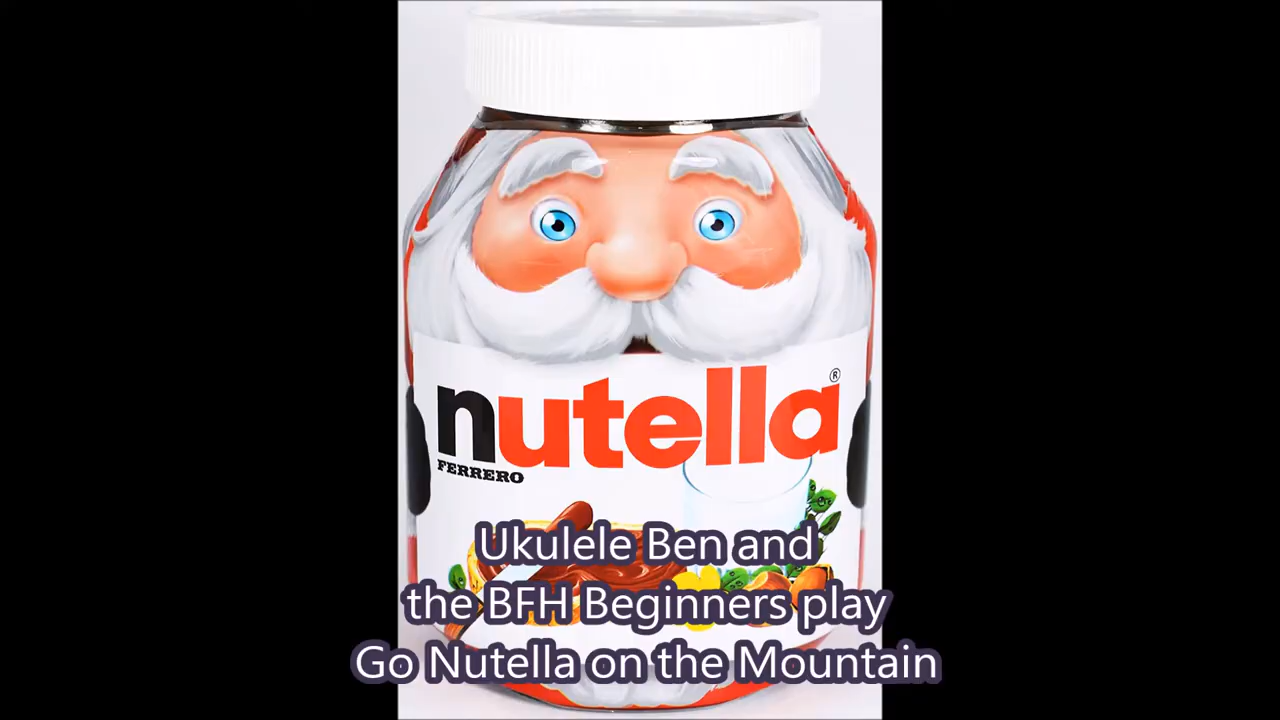 nutella®
FERRERO
Ukulele Ben and
the BFH Beginners play
Go Nutella on the Mountain